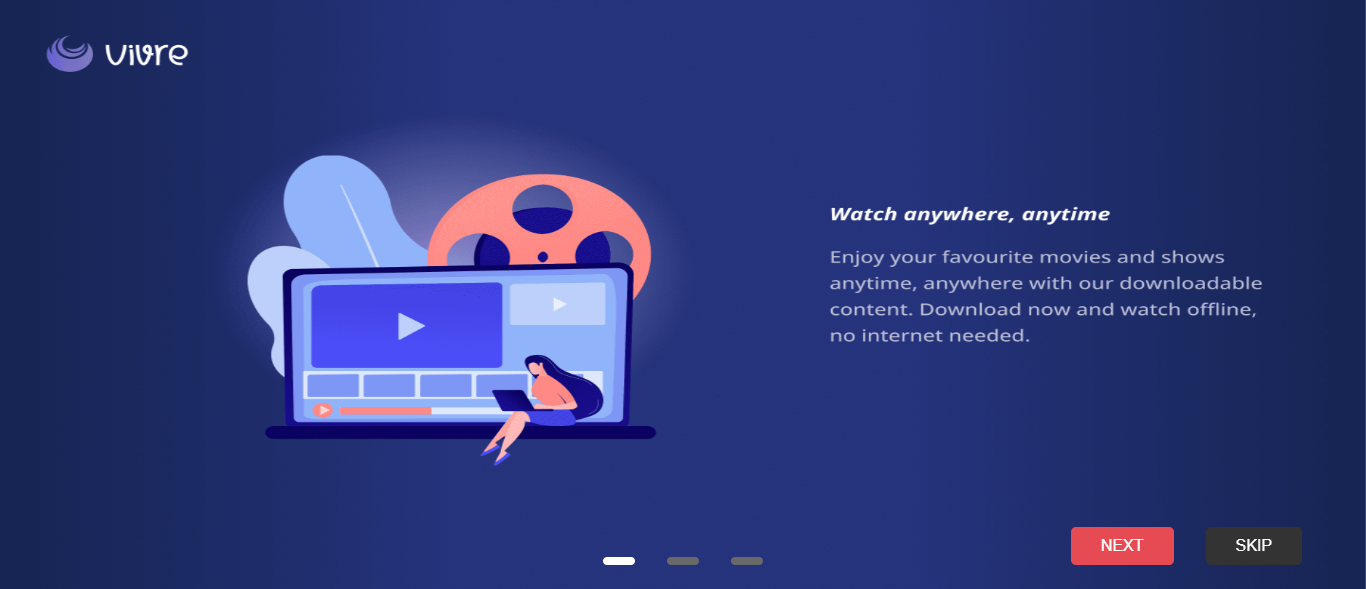 vivre
Watch anywhere, anytime
Enjoy your favourite movies and shows
anytime, anywhere with our downloadable
content. Download now and watch offline,
no internet needed.
NEXT
SKIP